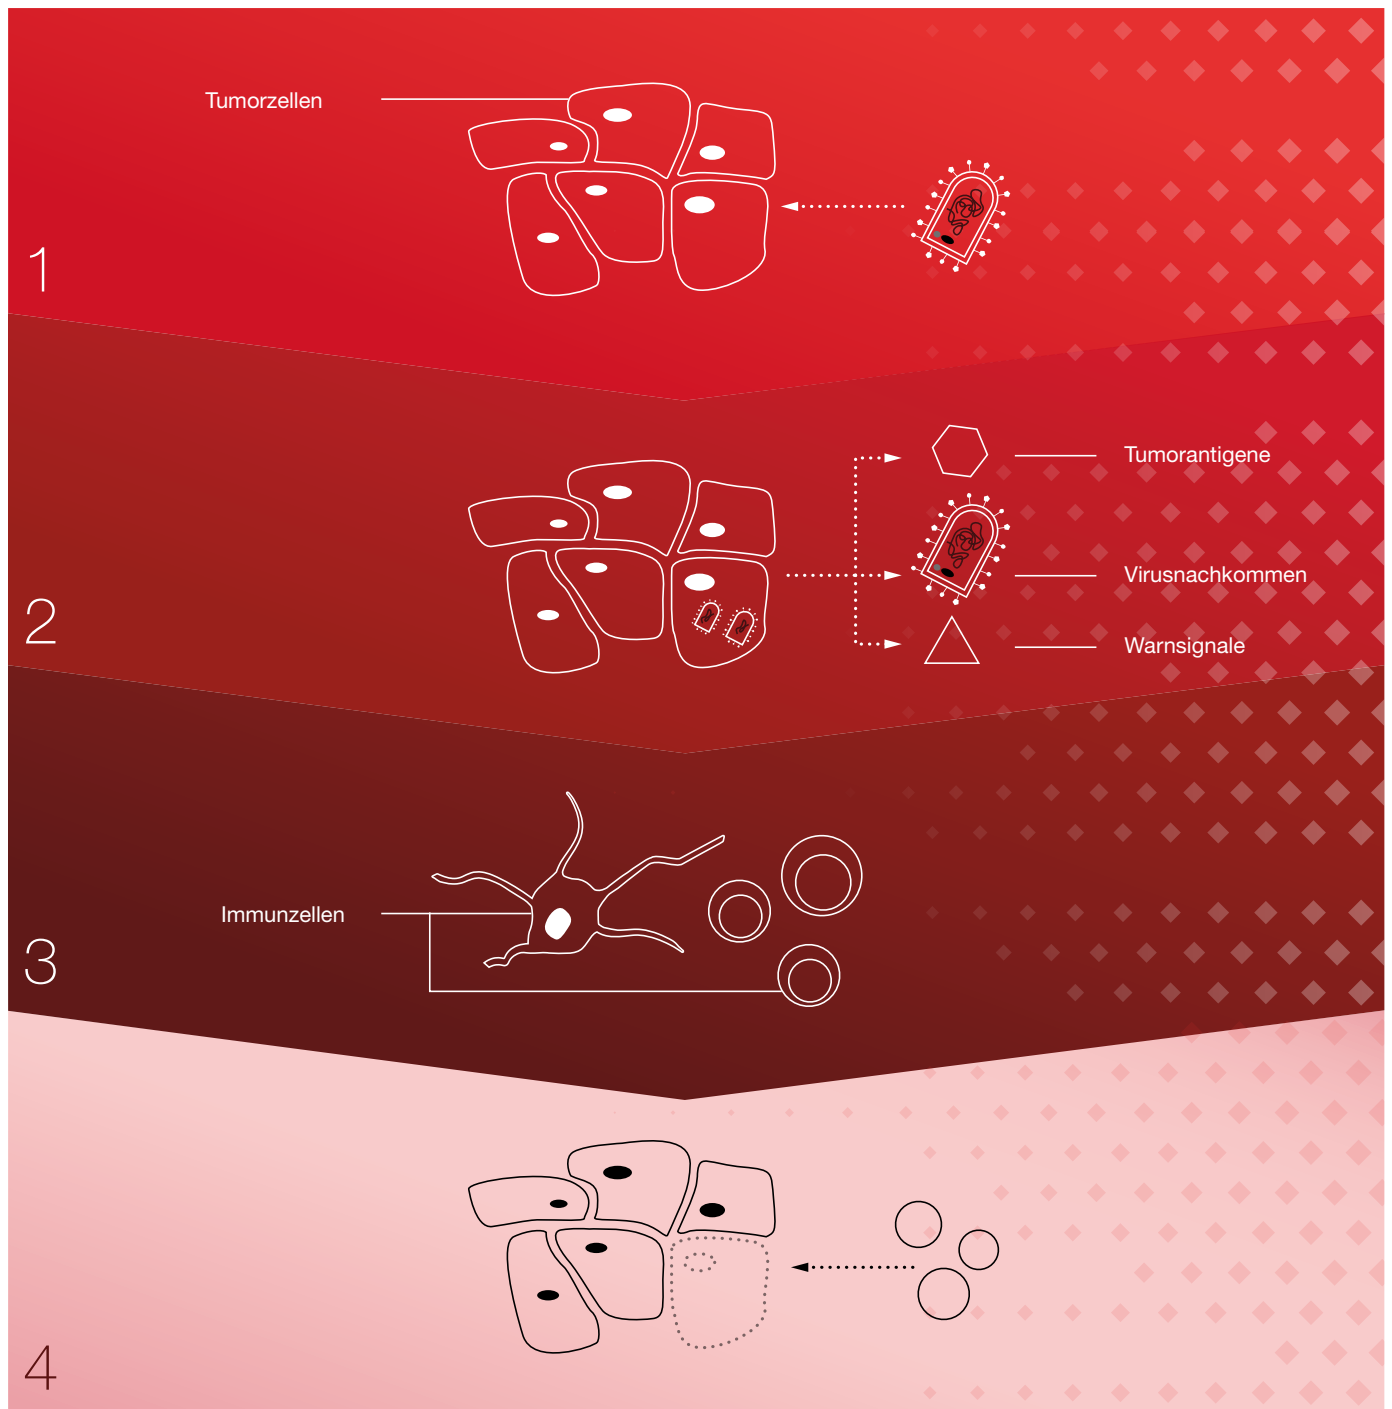 Tumorzellen
1
Tumorantigene
Virusnachkommen
2
Warnsignale
Immunzellen
3
4